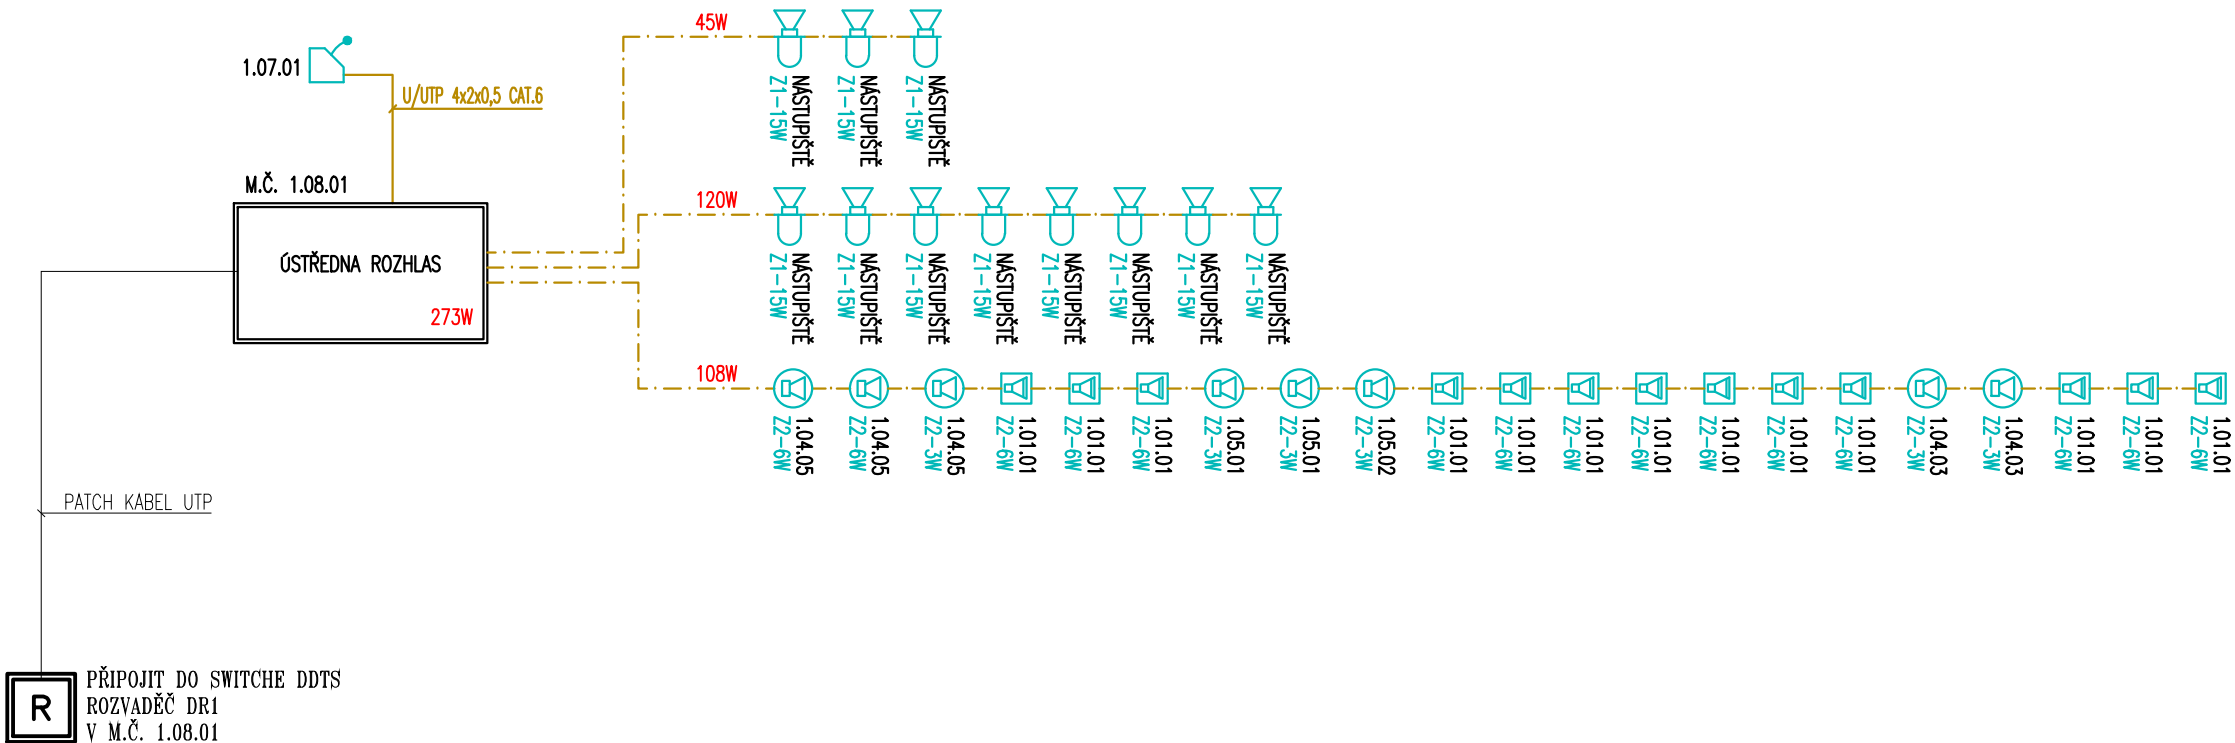 45W
1.07.01
U/UTP 4x2x0,5 CAT.6
NÁSTUPIŠTĚ
Z1-15W
NÁSTUPIŠTĚ
Z1-15W
NÁSTUPIŠTĚ
Z1-15W
M.Č. 1.08.01
ÚSTŘEDNA ROZHLAS
273W
120W
NÁSTUPIŠTĚ
Z1-15W
NÁSTUPIŠTĚ
Z1-15W
NÁSTUPIŠTĚ
Z1-15W
NÁSTUPIŠTĚ
Z1-15W
NÁSTUPIŠTĚ
Z1-15W
NÁSTUPIŠTĚ
Z1-15W
NÁSTUPIŠTĚ
Z1-15W
NÁSTUPIŠTĚ
Z1-15W
108W
1.04.05
Z2-6W
1.04.05
Z2-6W
1.04.05
Z2-3W
1.01.01
Z2-6W
1.01.01
Z2-6W
1.01.01
Z2-6W
1.05.01
Z2-3W
1.05.01
Z2-3W
1.05.02
Z2-3W
1.01.01
Z2-6W
1.01.01
Z2-6W
1.01.01
Z2-6W
1.01.01
Z2-6W
1.01.01
Z2-6W
1.01.01
Z2-6W
1.01.01
Z2-6W
1.04.03
Z2-3W
1.04.03
Z2-3W
1.01.01
Z2-6W
1.01.01
Z2-6W
1.01.01
Z2-6W
PATCH KABEL UTP
R
PŘIPOJIT DO SWITCHE DDTS
ROZVADĚČ DR1
V M.Č. 1.08.01